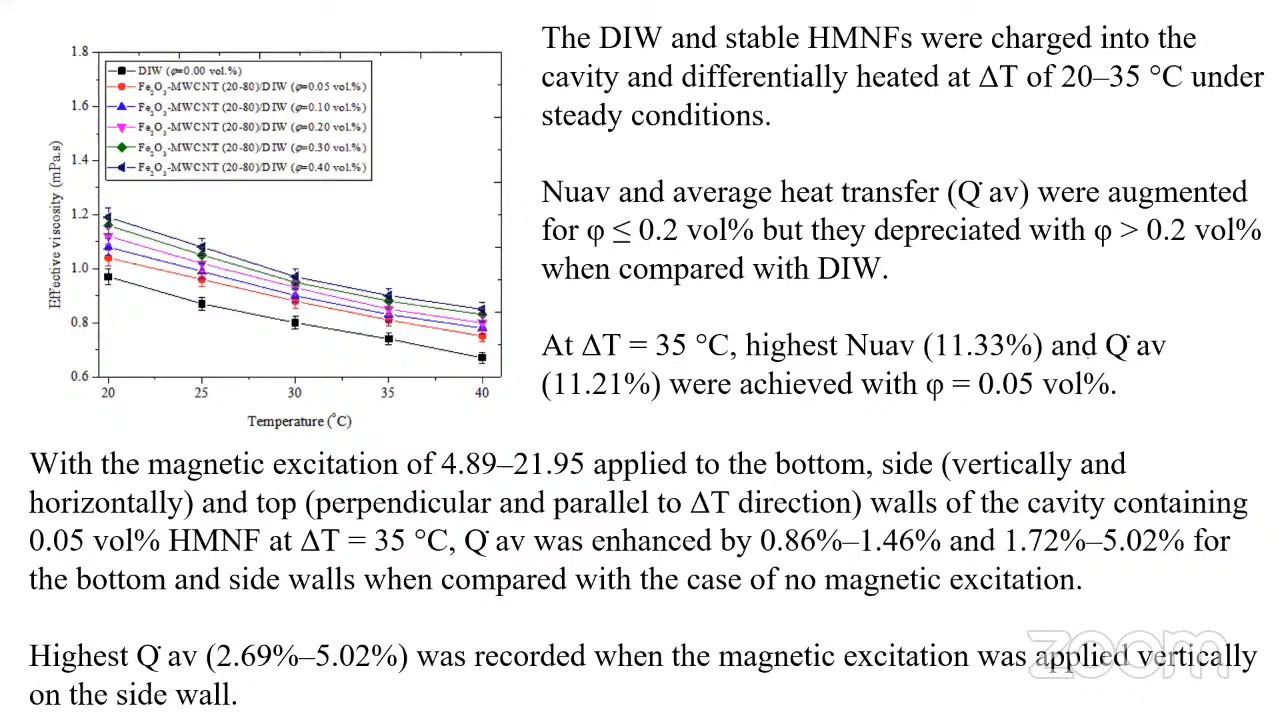 1.8
1.6
1.4
1.2
1.0
0.8
0.6
Effective viscosity (mPa.s)
DIW (φ=0.00 vol.%)
Fe2O3-MWCNT (20-80)/DIW (φ=0.05 vol.%)
Fe2O3-MWCNT (20-80)/DIW (φ=0.10 vol.%)
Fe2O3-MWCNT (20-80)/DIW (φ=0.20 vol.%)
Fe2O3-MWCNT (20-80)/DIW (φ=0.30 vol.%)
Fe2O3-MWCNT (20-80)/DIW (φ=0.40 vol.%)
20 25 30 35 40
Temperature (°C)
The DIW and stable HMNFs were charged into the
cavity and differentially heated at ΔT of 20–35 °C under
steady conditions.
Nuav and average heat transfer (Q̇ av) were augmented
for φ ≤ 0.2 vol% but they depreciated with φ > 0.2 vol%
when compared with DIW.
At ΔT = 35 °C, highest Nuav (11.33%) and Q̇ av
(11.21%) were achieved with φ = 0.05 vol%.
With the magnetic excitation of 4.89–21.95 applied to the bottom, side (vertically and
horizontally) and top (perpendicular and parallel to ΔT direction) walls of the cavity containing
0.05 vol% HMNF at ΔT = 35 °C, Q̇ av was enhanced by 0.86%–1.46% and 1.72%–5.02% for
the bottom and side walls when compared with the case of no magnetic excitation.
Highest Q̇ av (2.69%–5.02%) was recorded when the magnetic excitation was applied vertically
on the side wall.
zoom